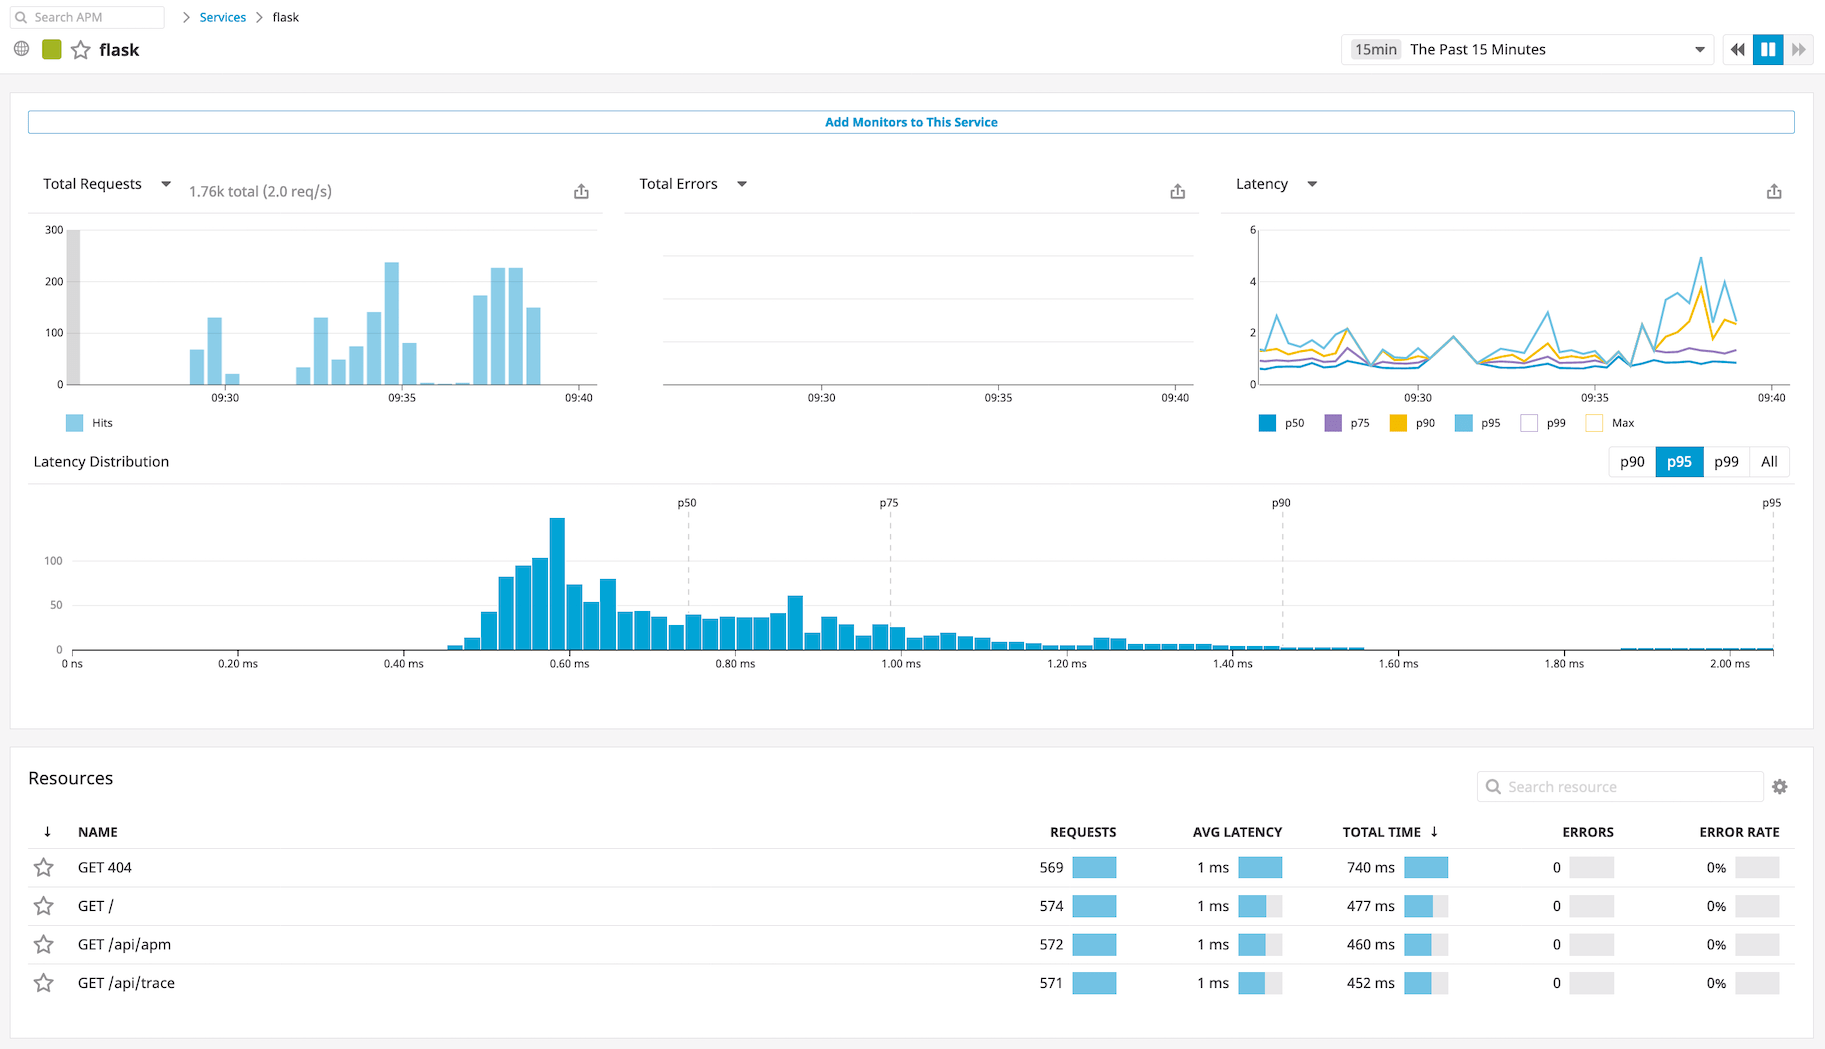 Search APM > Services > flask
flask
15min The Past 15 Minutes
Add Monitors to This Service
Total Requests 1.76k total (2.0 req/s)
300
200
100
0
09:30 09:35 09:40
Hits
Total Errors
09:30 09:35 09:40
Latency
6
4
2
0
09:30 09:35 09:40
p50 p75 p90 p95 p99 Max
Latency Distribution
p90 p95 p99 All
p50 p75 p90 p95
100
50
0
0 ns 0.20 ms 0.40 ms 0.60 ms 0.80 ms 1.00 ms 1.20 ms 1.40 ms 1.60 ms 1.80 ms 2.00 ms
Resources
Search resource
↓ NAME REQUESTS AVG LATENCY TOTAL TIME ↓ ERRORS ERROR RATE
GET 404 569 1 ms 740 ms 0 0%
GET / 574 1 ms 477 ms 0 0%
GET /api/apm 572 1 ms 460 ms 0 0%
GET /api/trace 571 1 ms 452 ms 0 0%